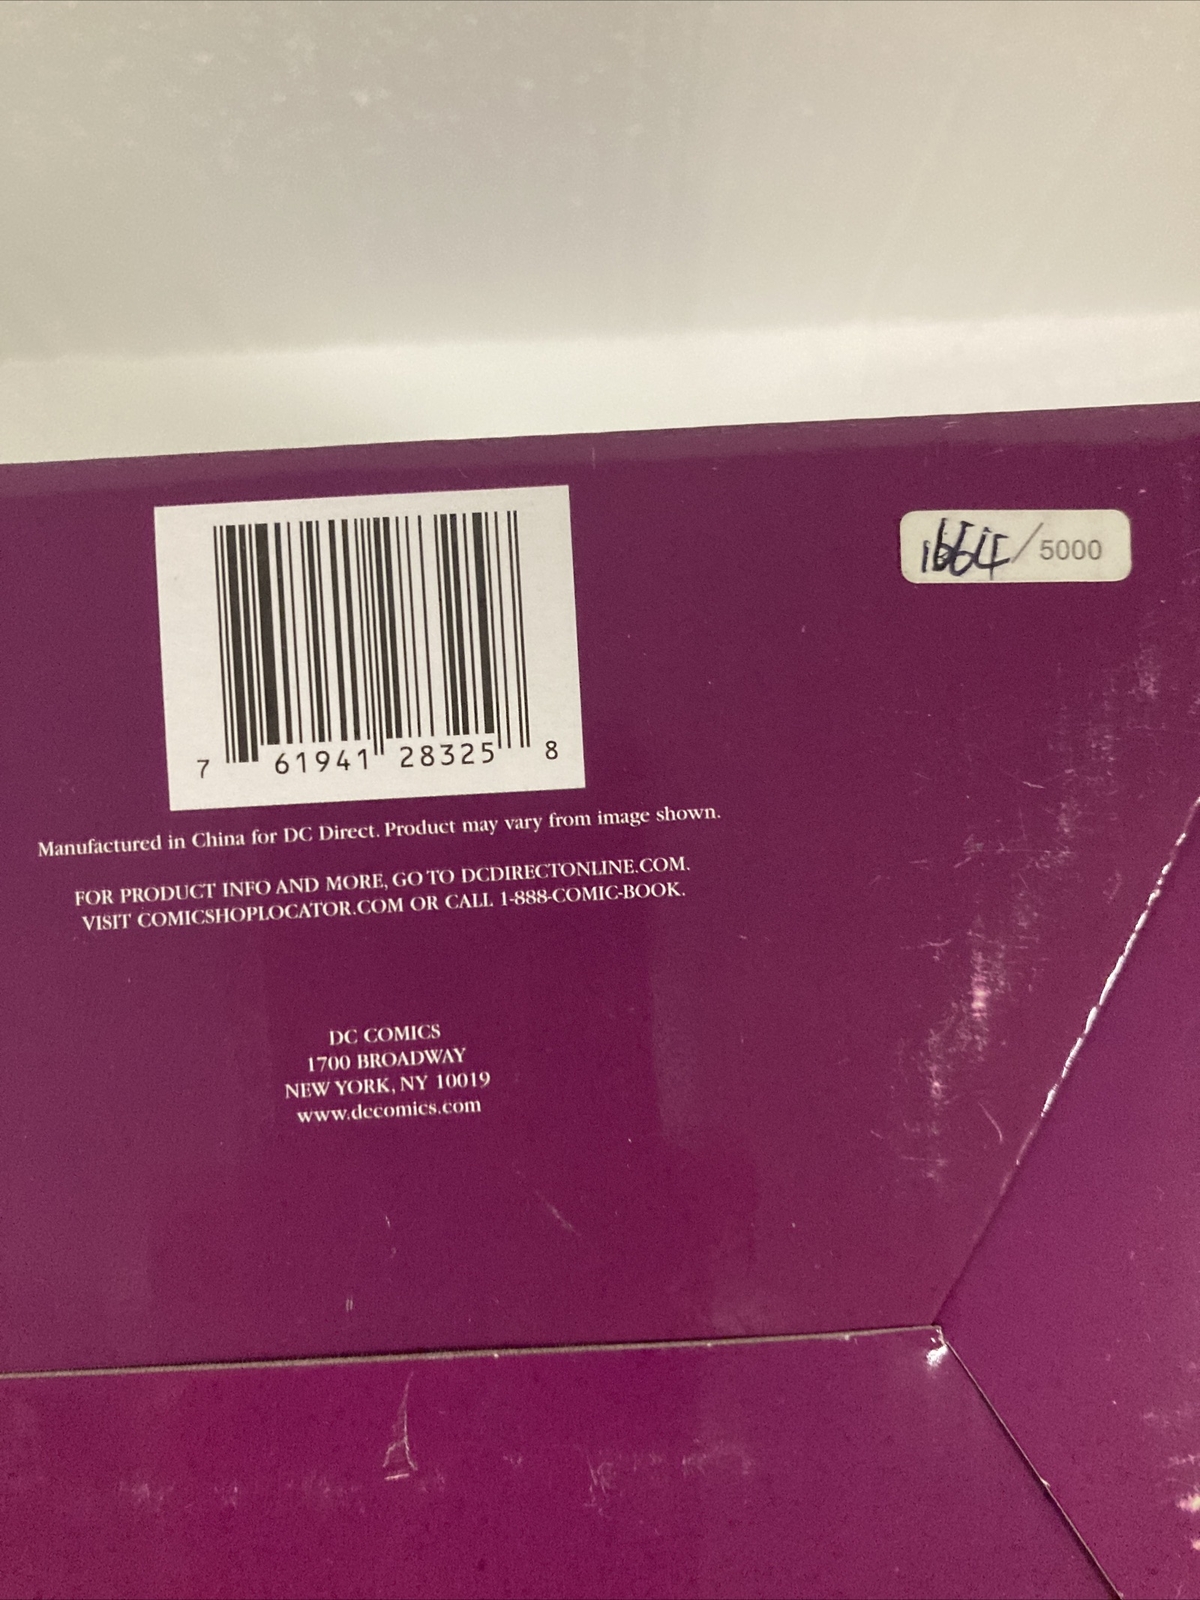 1664/5000
7 61941 28325 8
Manufactured in China for DC Direct. Product may vary from image shown.
FOR PRODUCT INFO AND MORE, GO TO DCDIRECTONLINE.COM.
VISIT COMICSHOPLOCATOR.COM OR CALL 1-888-COMIC-BOOK.
DC COMICS
1700 BROADWAY
NEW YORK, NY 10019
www.dccomics.com